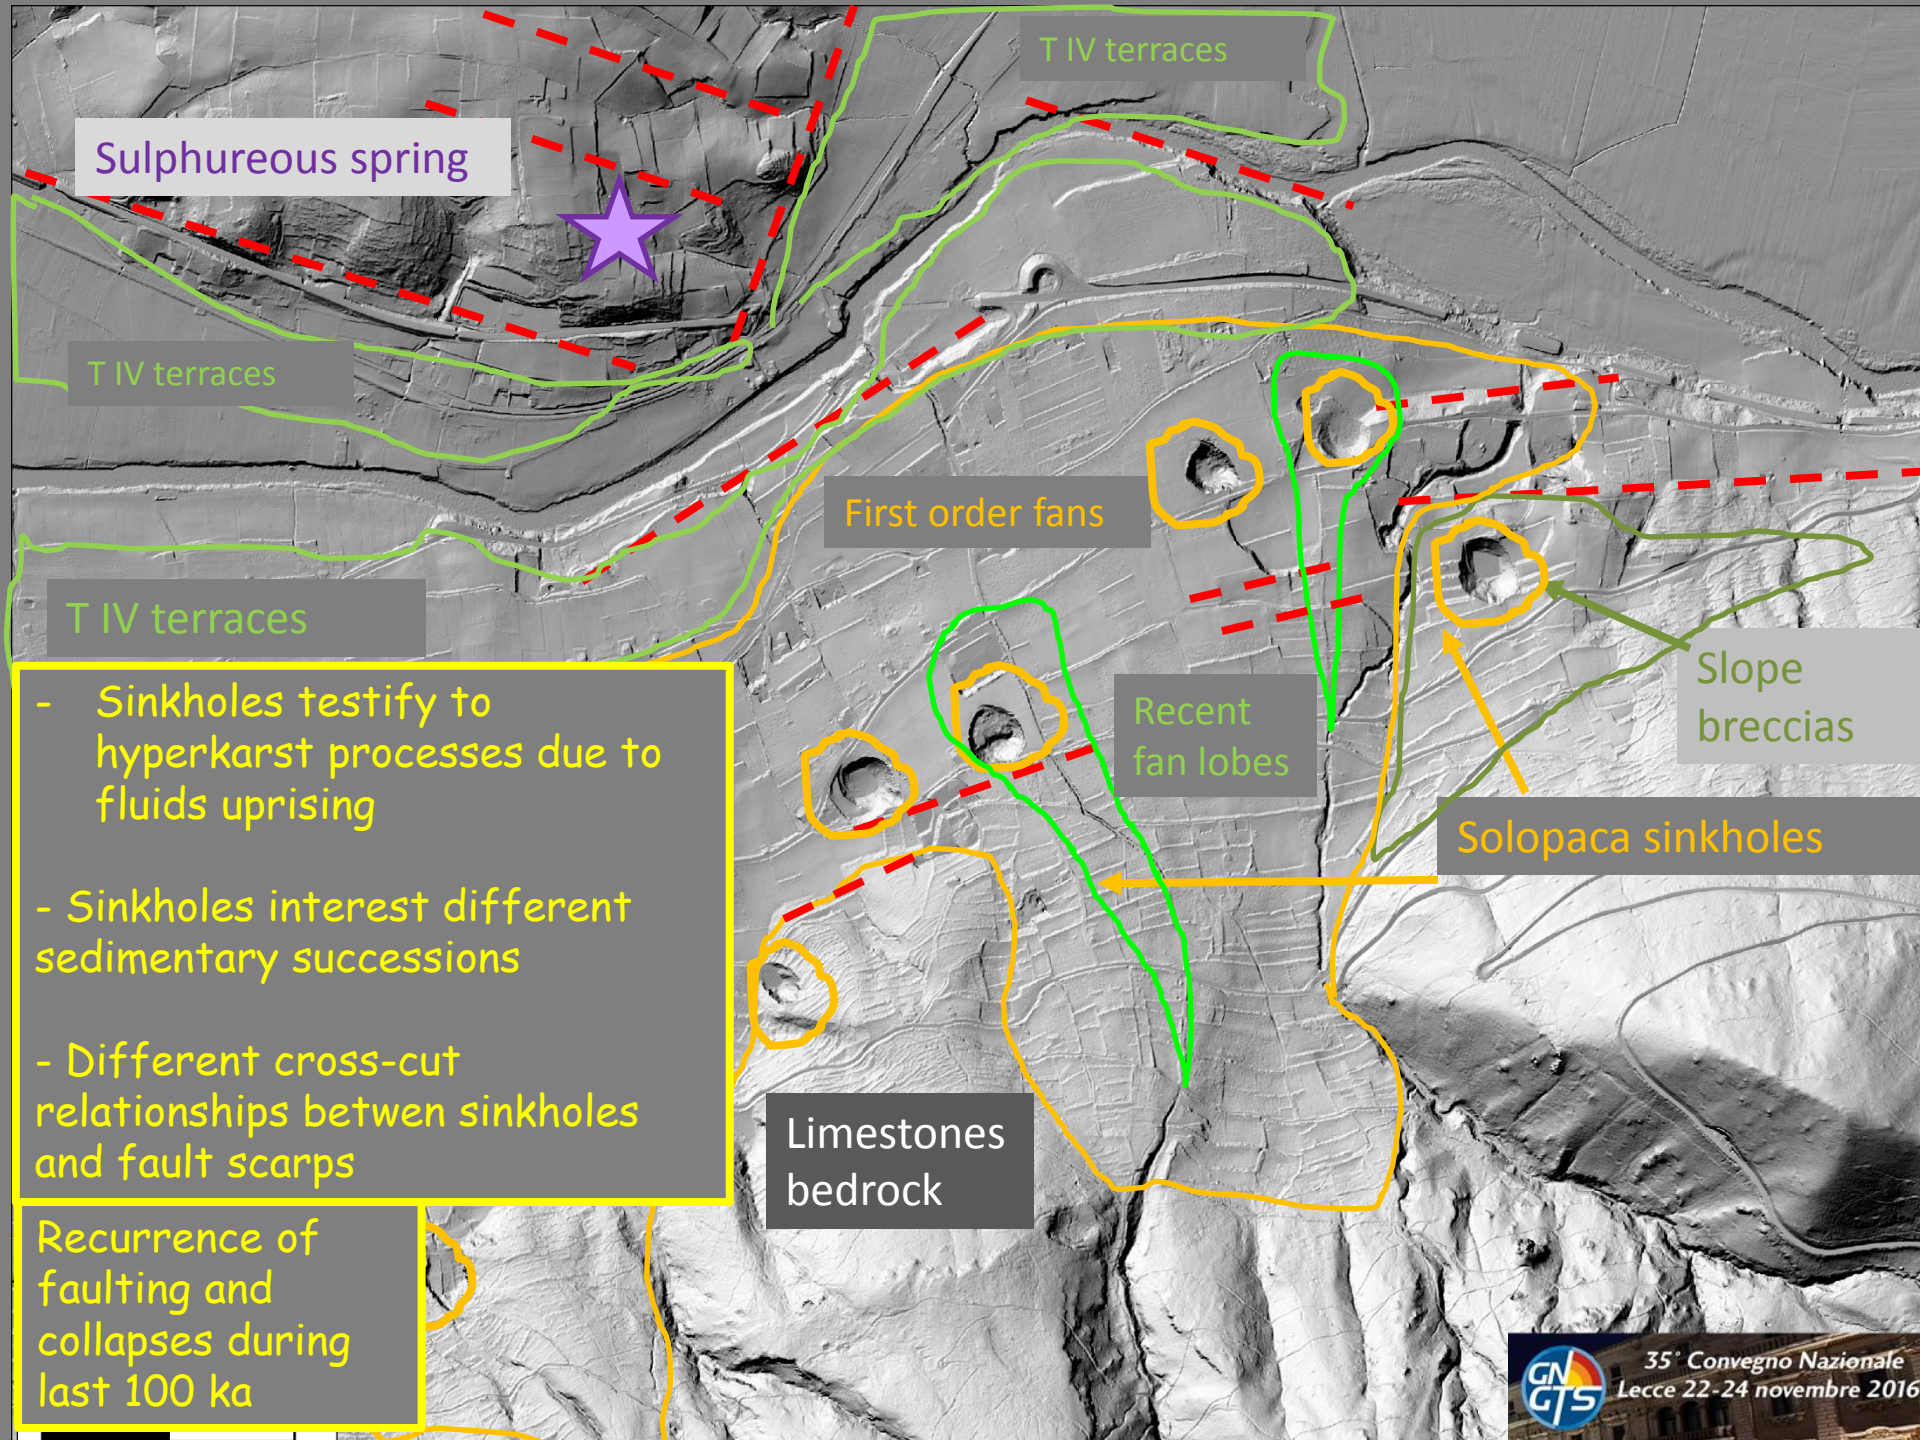 T IV terraces
Sulphureous spring
T IV terraces
First order fans
T IV terraces
Slope
breccias
Recent
fan lobes
Solopaca sinkholes
- Sinkholes testify to
hyperkarst processes due to
fluids uprising
- Sinkholes interest different
sedimentary successions
- Different cross-cut
relationships betwen sinkholes
and fault scarps
Limestones
bedrock
Recurrence of
faulting and
collapses during
last 100 ka
GN
GTS
35° Convegno Nazionale
Lecce 22-24 novembre 2016